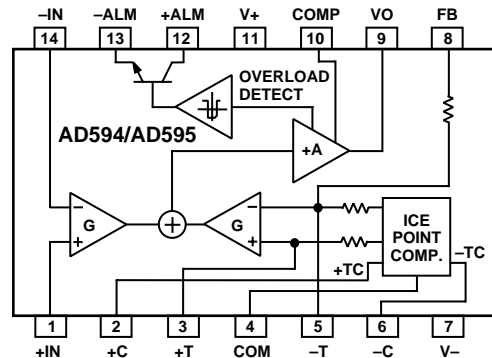 –IN –ALM +ALM V+ COMP VO FB
14 13 12 11 10 9 8
OVERLOAD
DETECT
AD594/AD595
+A
– G +
G – +
+
ICE
POINT
COMP.
+TC
–TC
1 2 3 4 5 6 7
+IN +C +T COM –T –C V–